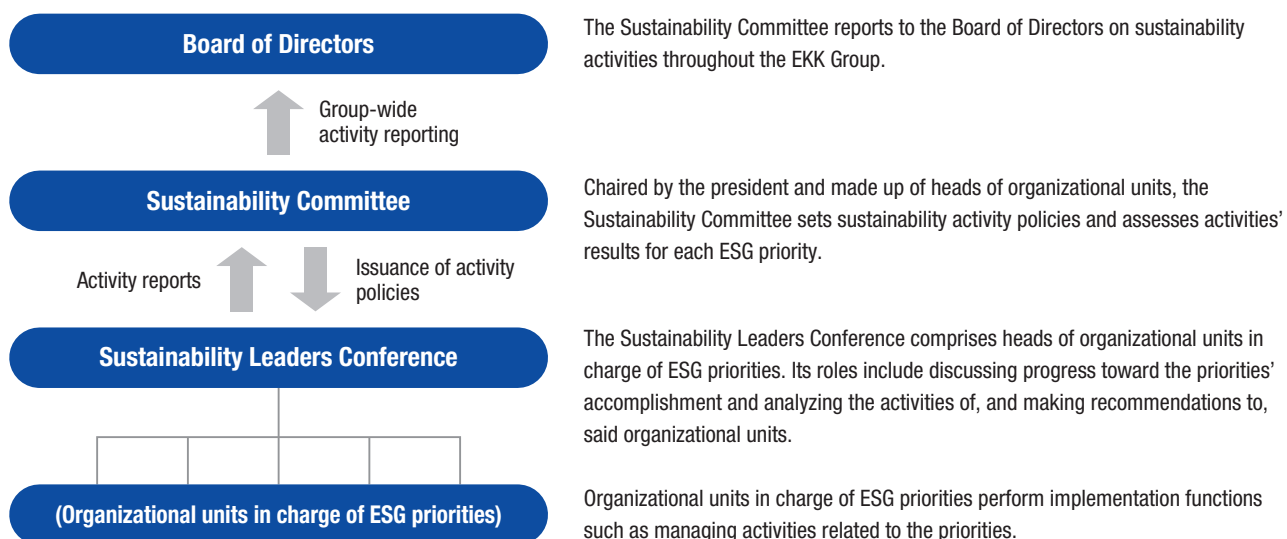 Board of Directors
The Sustainability Committee reports to the Board of Directors on sustainability
activities throughout the EKK Group.
Group-wide
activity reporting
Sustainability Committee
Chaired by the president and made up of heads of organizational units, the
Sustainability Committee sets sustainability activity policies and assesses activities’
results for each ESG priority.
Activity reports
Issuance of activity
policies
Sustainability Leaders Conference
The Sustainability Leaders Conference comprises heads of organizational units in
charge of ESG priorities. Its roles include discussing progress toward the priorities’
accomplishment and analyzing the activities of, and making recommendations to,
said organizational units.
(Organizational units in charge of ESG priorities)
Organizational units in charge of ESG priorities perform implementation functions
such as managing activities related to the priorities.